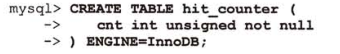 mysql> CREATE TABLE hit_counter (
-> cnt int unsigned not null
-> ) ENGINE=InnoDB;